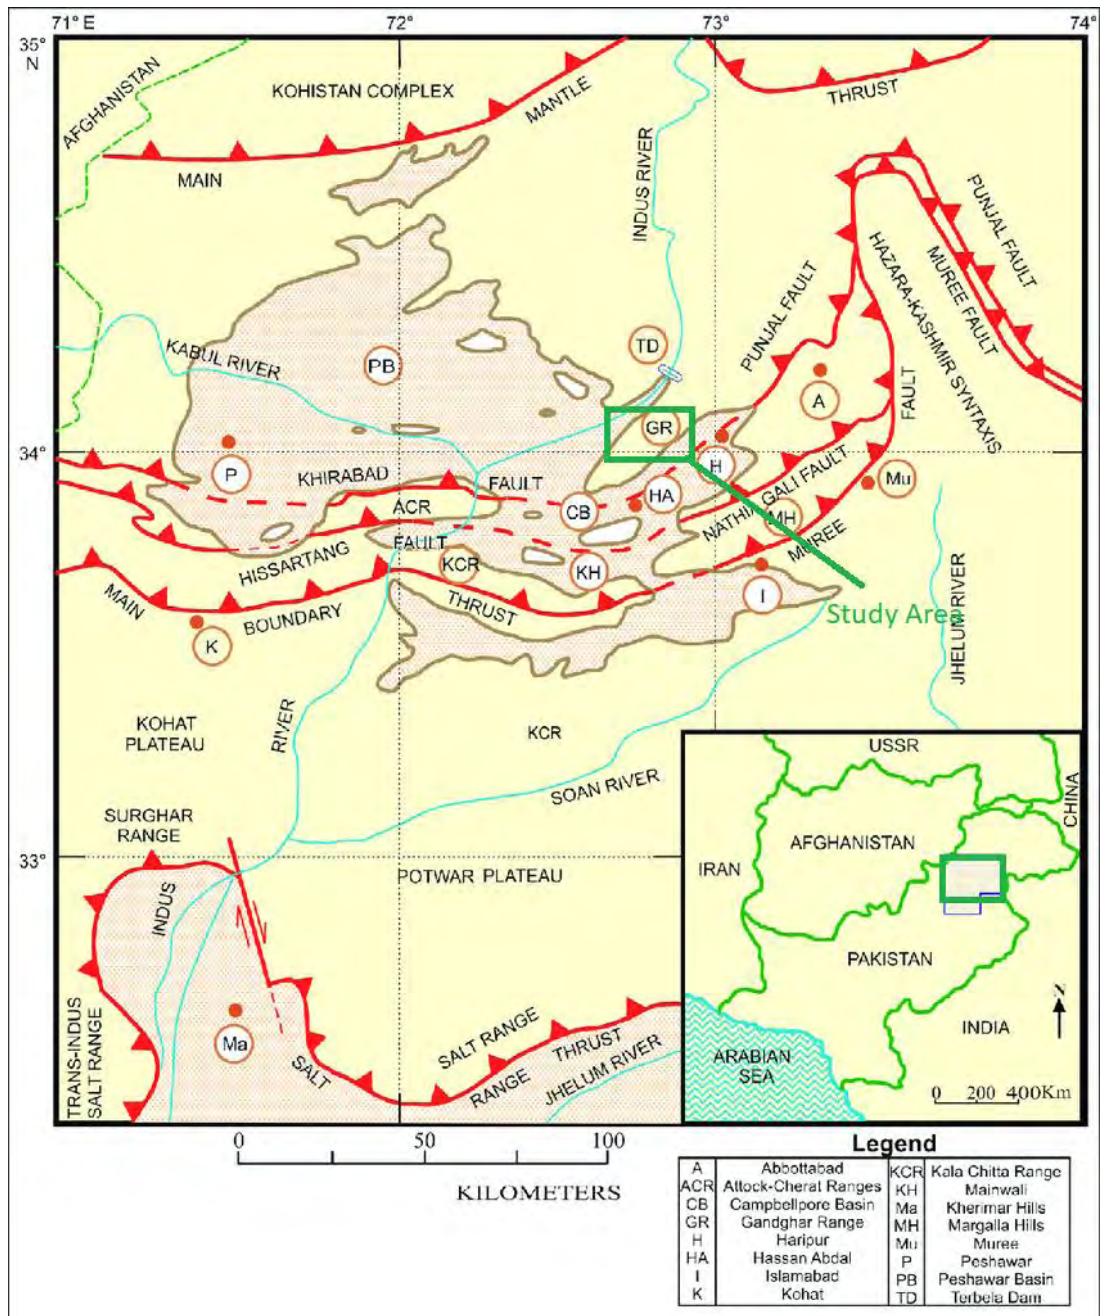 71° E
72°
73°
74°
35°
N
AFGHANISTAN
KOHISTAN COMPLEX
MANTLE
THRUST
MAIN
INDUS RIVER
PUNJAL FAULT
MUREE FAULT
HAZARA-KASHMIR SYNTAXIS
PUNJAL FAULT
KABUL RIVER
PB
TD
A
FAULT
GR
34°
P
KHIRABAD
FAULT
H
HA
Mu
NATHIA GALI FAULT
ACR
CB
MH
MUREE
HISSARTANG
FAULT
KCR
KH
I
MAIN
BOUNDARY
THRUST
Study Area
JHELUM RIVER
K
KOHAT
PLATEAU
RIVER
KCR
SOAN RIVER
SURGHAR
RANGE
33°
POTWAR PLATEAU
INDUS
TRANS-INDUS
SALT RANGE
Ma
SALT
RANGE
SALT RANGE
THRUST
JHELUM RIVER
USSR
CHINA
AFGHANISTAN
IRAN
PAKISTAN
INDIA
N
ARABIAN
SEA
0 200 400Km
0 50 100
KILOMETERS
Legend
A Abbottabad KCR Kala Chitta Range
ACR Attock-Cherat Ranges KH Mainwali
CB Campbellpore Basin Ma Kherimar Hills
GR Gandghar Range MH Margalla Hills
H Haripur Mu Muree
HA Hassan Abdal P Peshawar
I Islamabad PB Peshawar Basin
K Kohat TD Terbela Dam